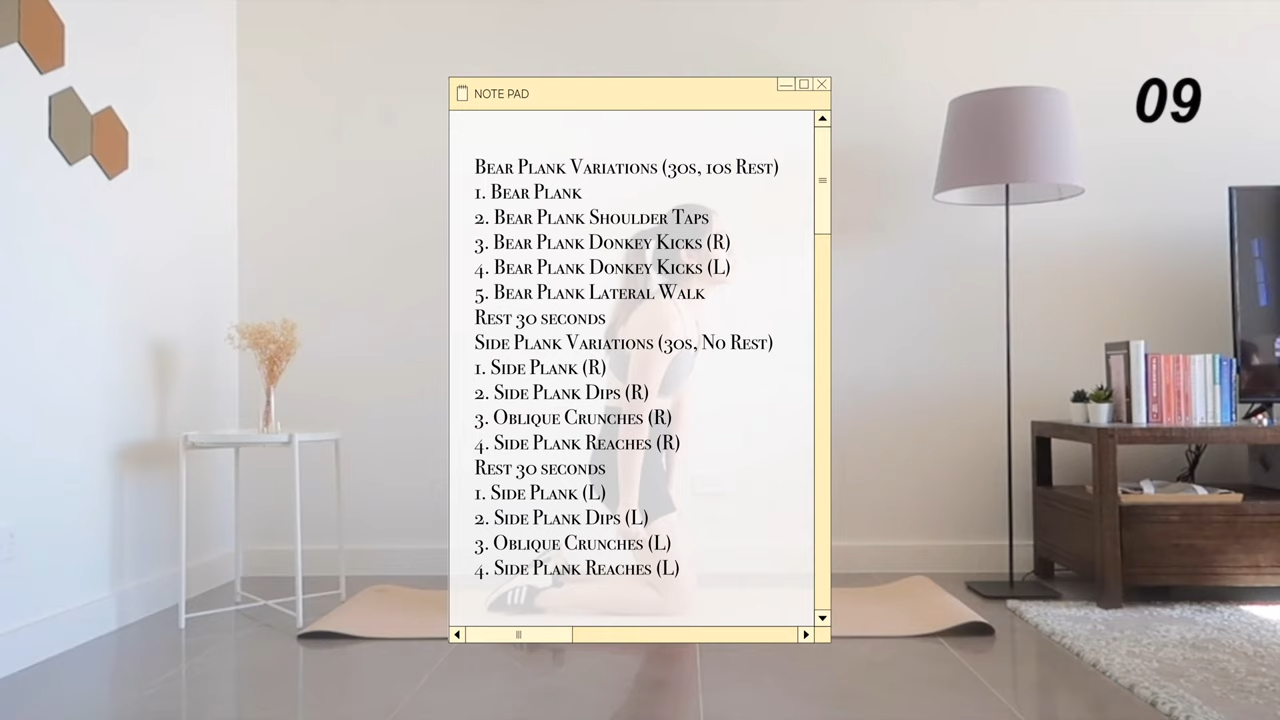 09
NOTE PAD
Bear Plank Variations (30s, 10s Rest)
1. Bear Plank
2. Bear Plank Shoulder Taps
3. Bear Plank Donkey Kicks (R)
4. Bear Plank Donkey Kicks (L)
5. Bear Plank Lateral Walk
Rest 30 seconds
Side Plank Variations (30s, No Rest)
1. Side Plank (R)
2. Side Plank Dips (R)
3. Oblique Crunches (R)
4. Side Plank Reaches (R)
Rest 30 seconds
1. Side Plank (L)
2. Side Plank Dips (L)
3. Oblique Crunches (L)
4. Side Plank Reaches (L)